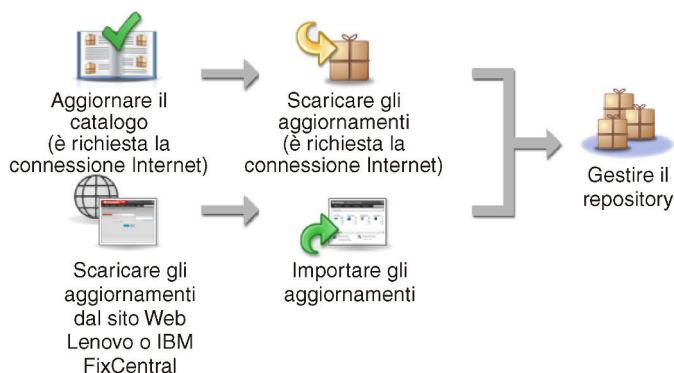 Aggiornare il
catalogo
(è richiesta la
connessione Internet)
Scaricare gli
aggiornamenti
(è richiesta la
connessione Internet)
Gestire il
repository
Scaricare gli
aggiornamenti
dal sito Web
Lenovo o IBM
FixCentral
Importare gli
aggiornamenti